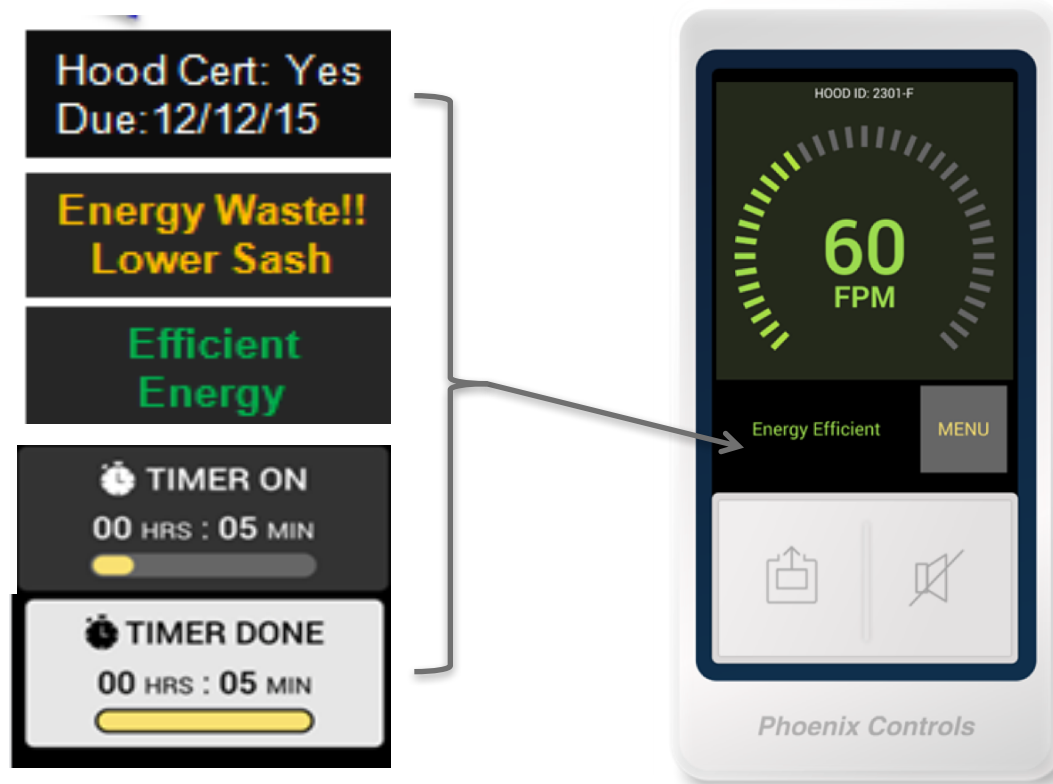 Hood Cert: Yes
Due:12/12/15
Energy Waste!!
Lower Sash
Efficient
Energy
TIMER ON
00 HRS : 05 MIN
TIMER DONE
00 HRS : 05 MIN
HOOD ID: 2301-F
60
FPM
Energy Efficient
MENU
Phoenix Controls